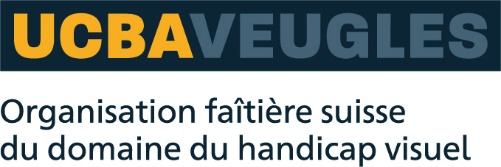 UCBAVEUGLES
Organisation faîtière suisse
du domaine du handicap visuel